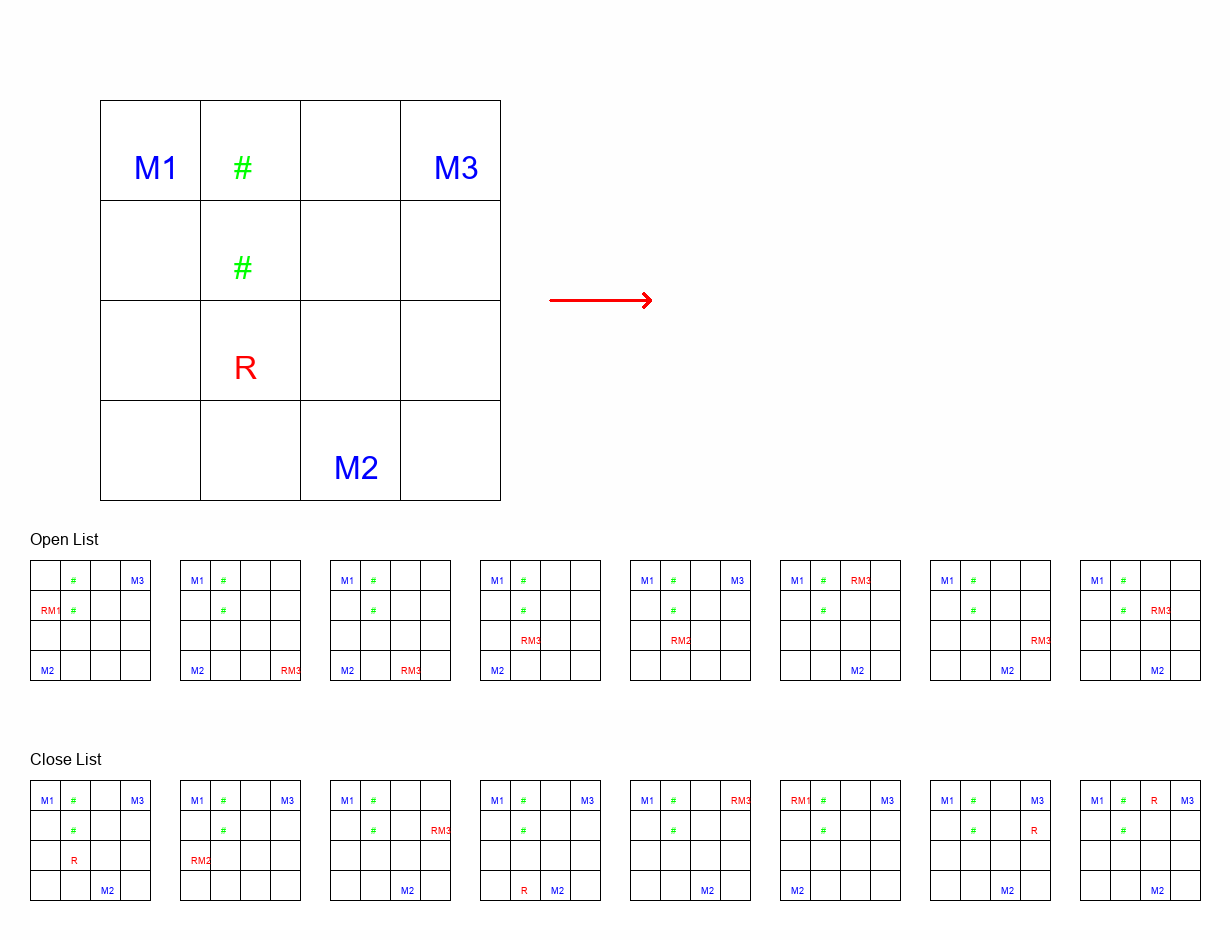 M1 # M3
#
R
M2
Open List
# M3 M1 # M1 # M1 # M1 # M3 M1 # RM3 M1 # M1 #
RM1 # # # # # # # # RM3
RM3 RM2 RM3
M2 M2 RM3 M2 RM3 M2 M2 M2 M2
Close List
M1 # M3 M1 # M3 M1 # M1 # M3 M1 # RM3 RM1 # M3 M1 # M3 M1 # R M3
# # # RM3 # # # # R #
R RM2
M2 M2 R M2 M2 M2 M2 M2